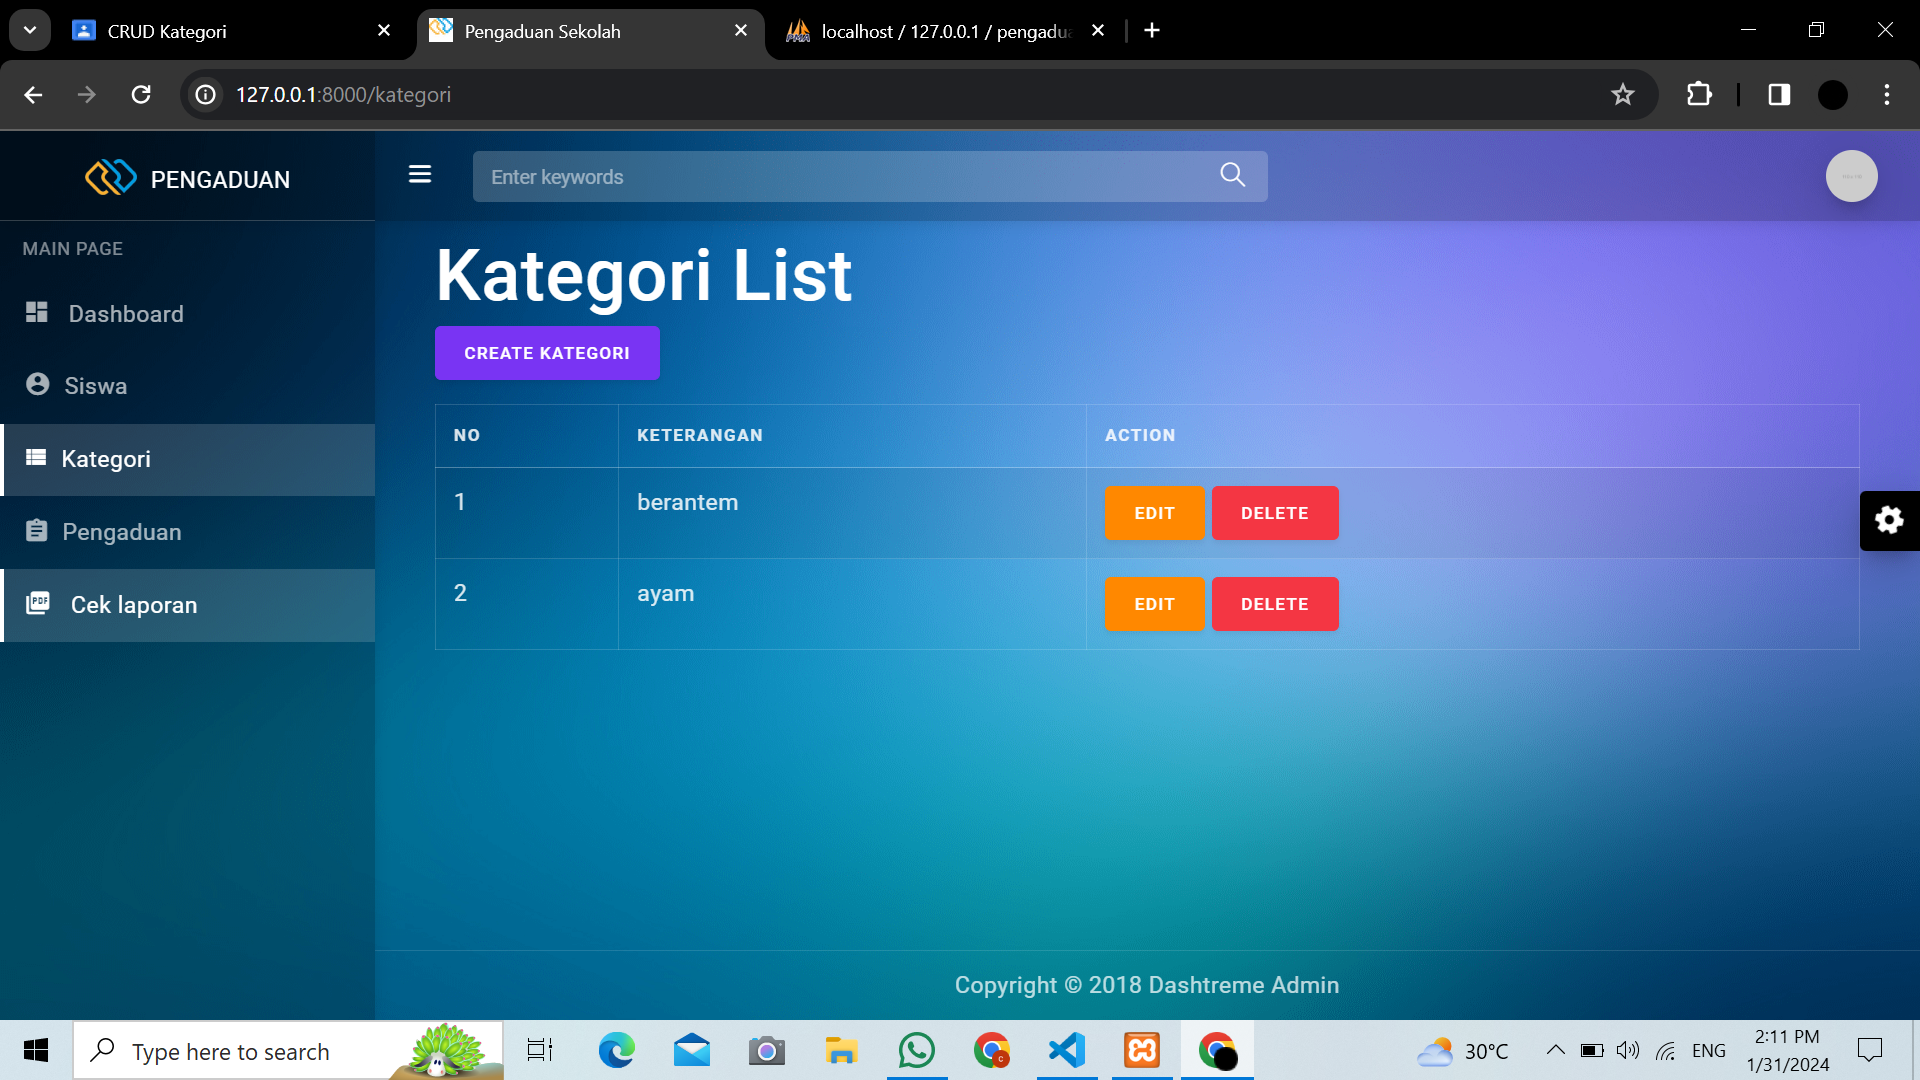 CRUD Kategori
Pengaduan Sekolah
localhost / 127.0.0.1 / pengadua
127.0.0.1:8000/kategori
PENGADUAN
Enter keywords
MAIN PAGE
Dashboard
Siswa
Kategori
Pengaduan
PDF
Cek laporan
Kategori List
CREATE KATEGORI
NO KETERANGAN ACTION
1 berantem EDIT DELETE
2 ayam EDIT DELETE
Copyright © 2018 Dashtreme Admin
Type here to search
30°C
ENG
2:11 PM
1/31/2024